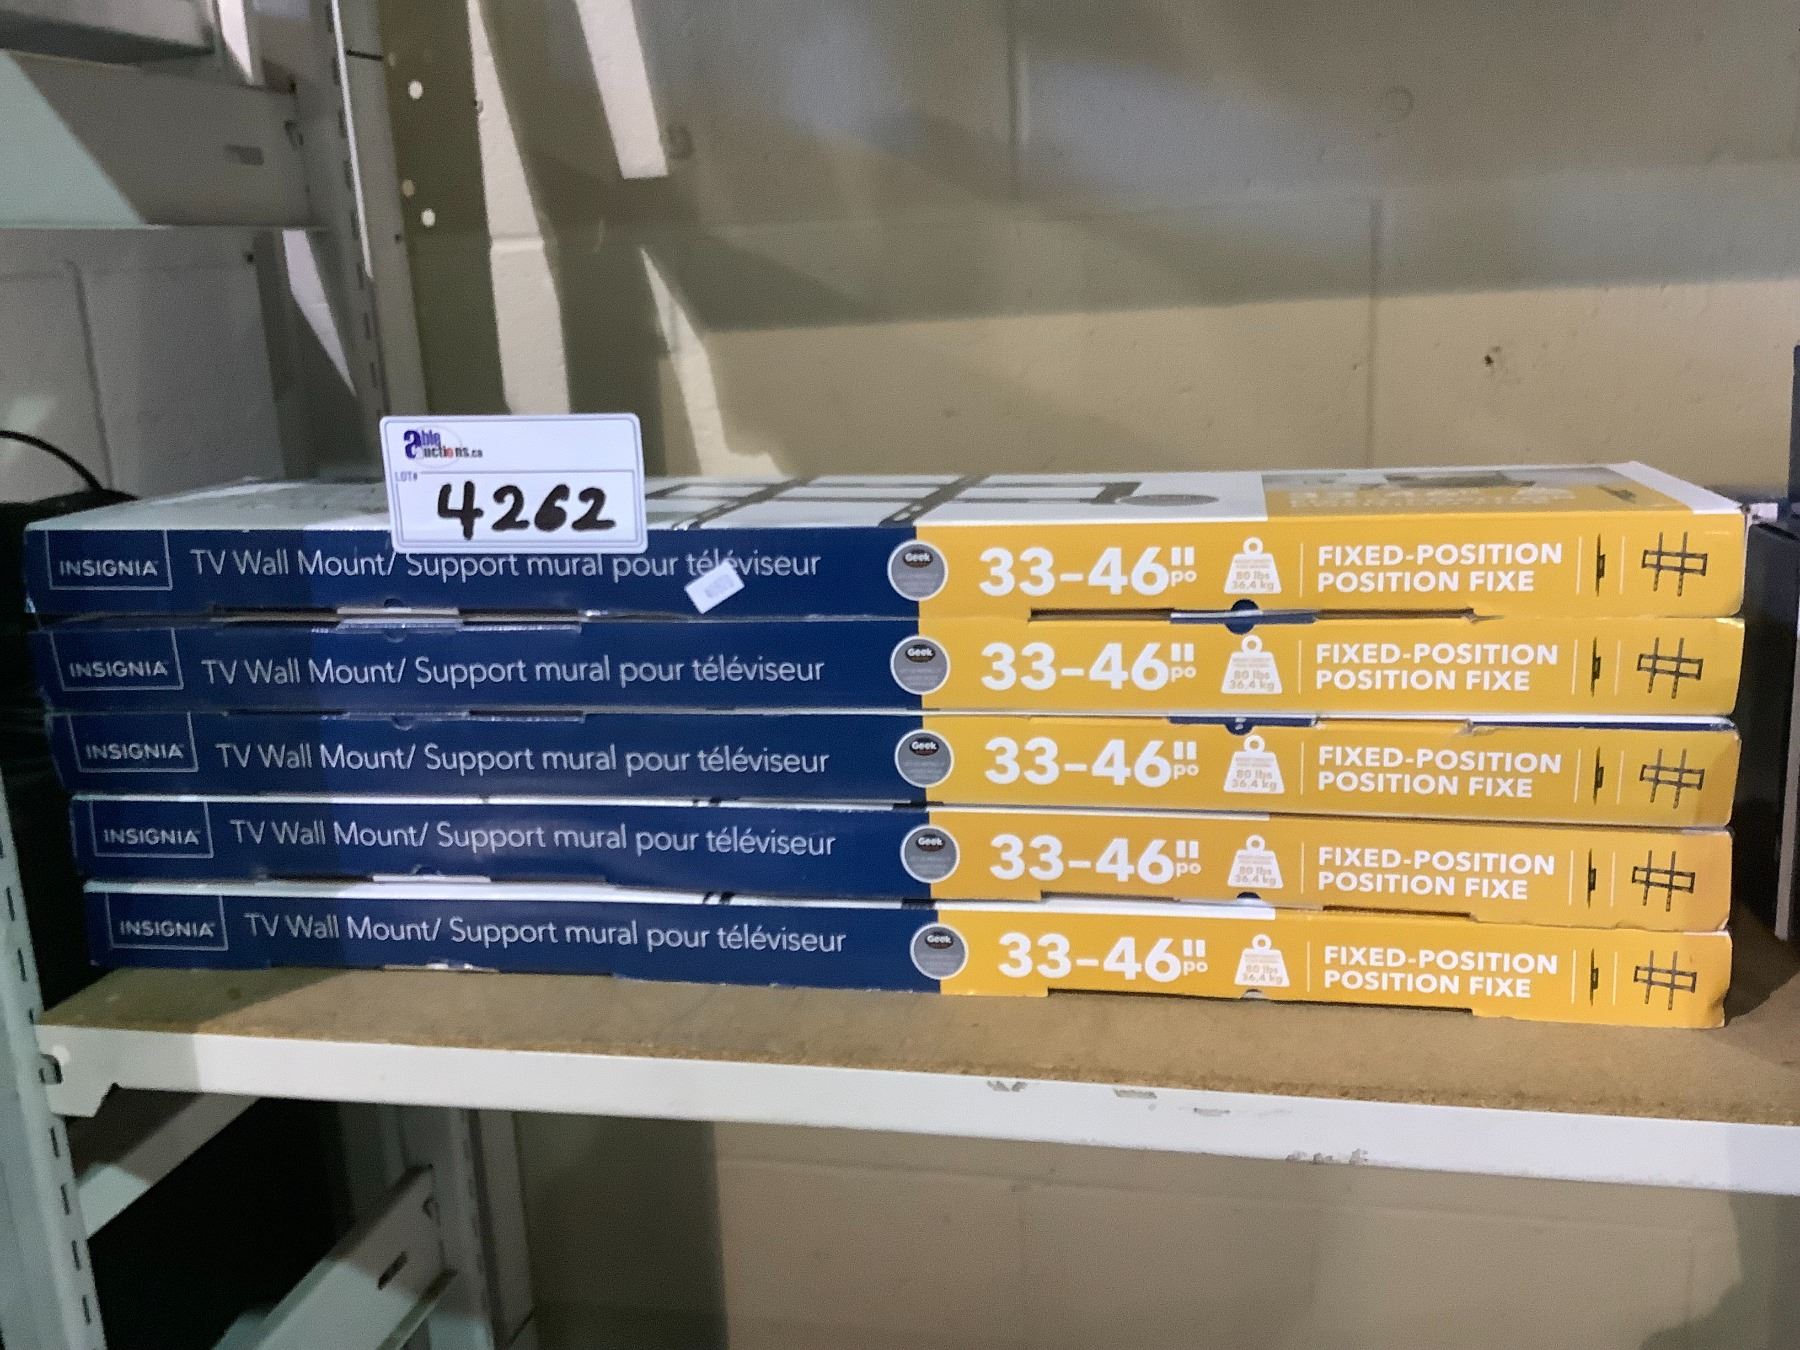 able
auctions.ca
LOT#
4262
INSIGNIA
TV Wall Mount/ Support mural pour téléviseur
Geek
33-46"
po
80 lbs
36,4 kg
FIXED-POSITION
POSITION FIXE
INSIGNIA
TV Wall Mount/ Support mural pour téléviseur
Geek
33-46"
po
80 lbs
36,4 kg
FIXED-POSITION
POSITION FIXE
INSIGNIA
TV Wall Mount/ Support mural pour téléviseur
Geek
33-46"
po
80 lbs
36,4 kg
FIXED-POSITION
POSITION FIXE
INSIGNIA
TV Wall Mount/ Support mural pour téléviseur
Geek
33-46"
po
80 lbs
36,4 kg
FIXED-POSITION
POSITION FIXE
INSIGNIA
TV Wall Mount/ Support mural pour téléviseur
Geek
33-46"
po
80 lbs
36,4 kg
FIXED-POSITION
POSITION FIXE